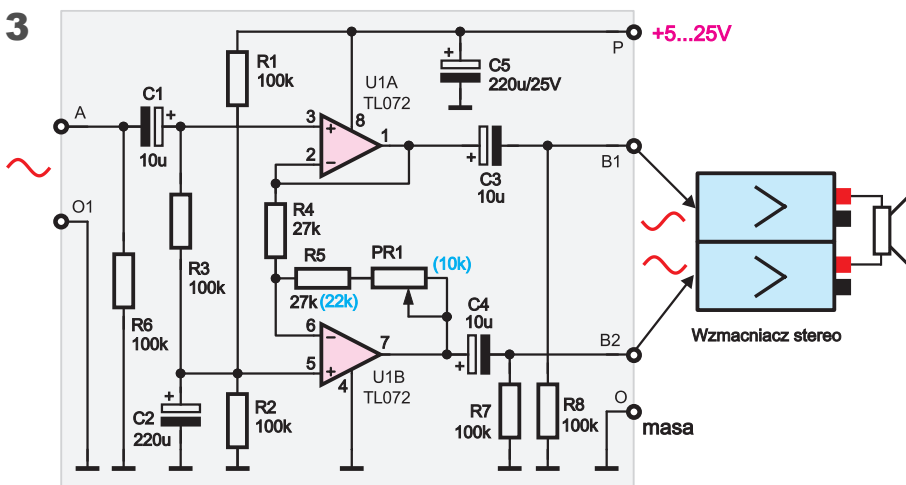 3
P
+5...25V
R1
100k
U1A
TL072
C5
220u/25V
+
C1
A
+
10u
3
8
1
+
2
−
B1
+
C3
10u
O1
R4
27k
R3
100k
R5
PR1
(10k)
27k(22k)
C4
10u
R6
100k
6
−
7
B2
Wzmacniacz stereo
5
+
+
4
U1B
TL072
+
C2
220u
R2
100k
R7
100k
R8
100k
O
masa